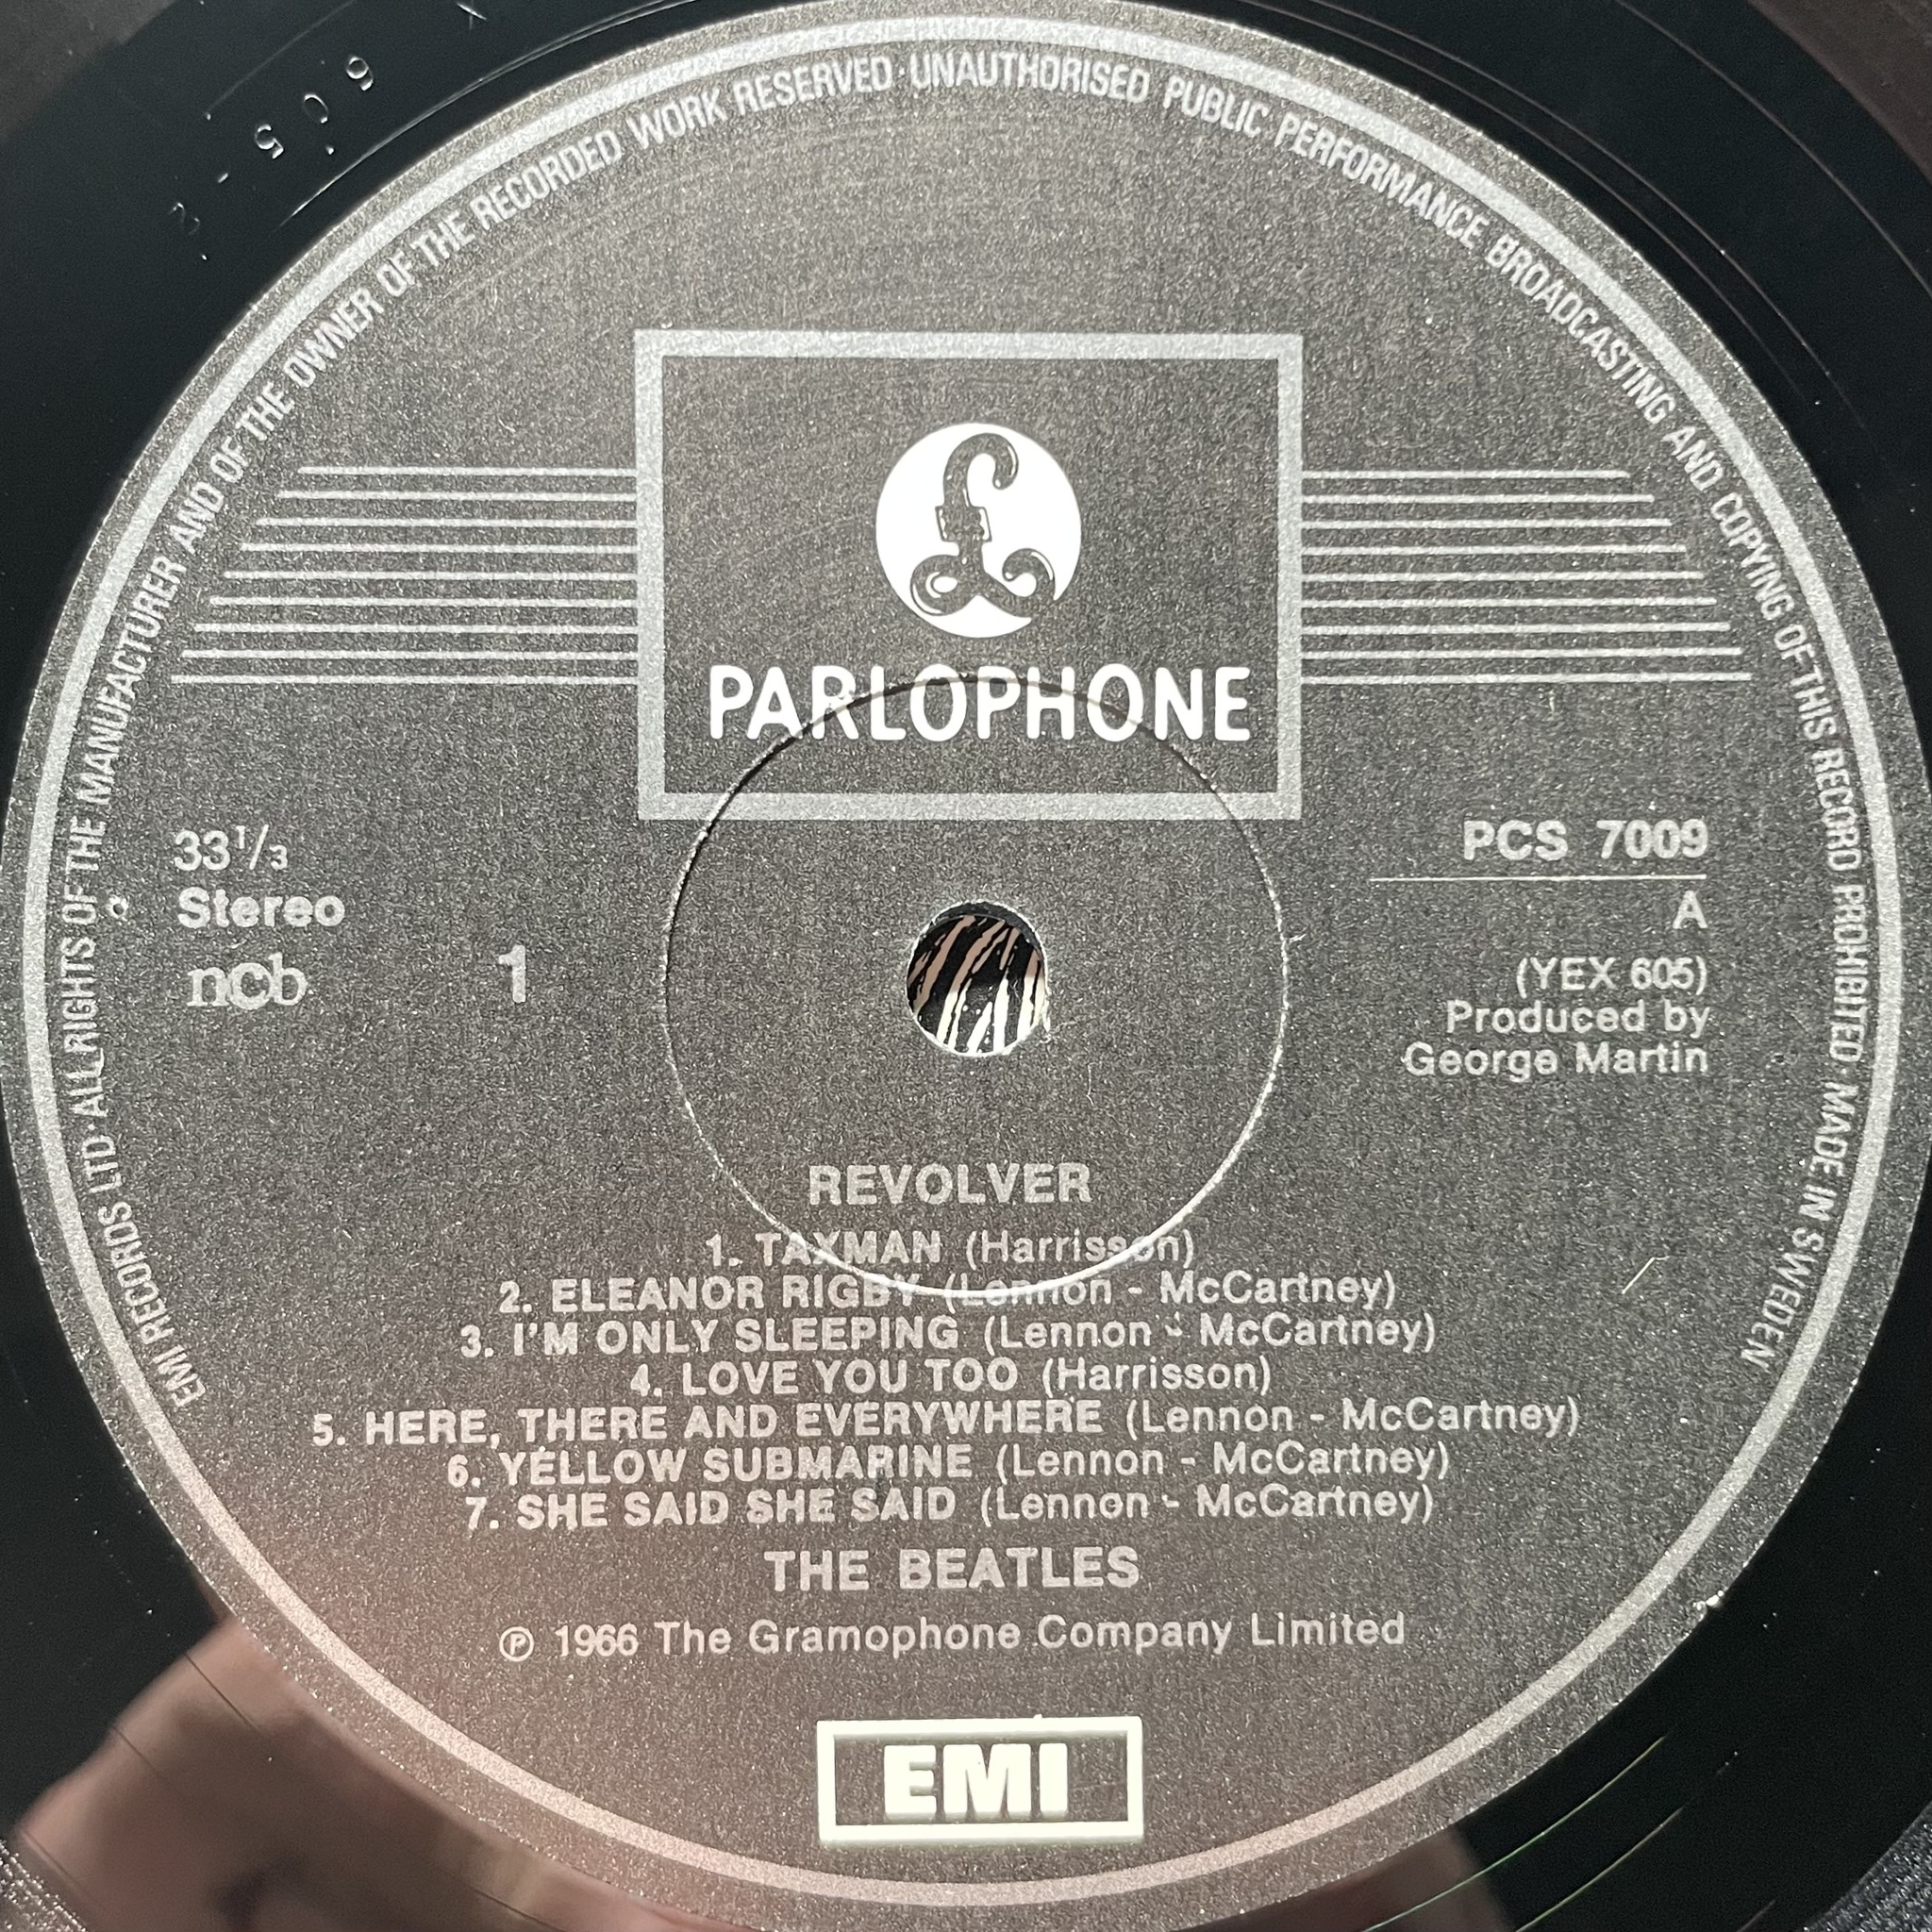 605-2
EMI RECORDS LTD·ALL RIGHTS OF THE MANUFACTURER AND OF THE OWNER OF THE RECORDED WORK RESERVED·UNAUTHORISED PUBLIC PERFORMANCE BROADCASTING AND COPYING OF THIS RECORD PROHIBITED·MADE IN SWEDEN
£
PARLOPHONE
33 1/3
Stereo
ncb
1
PCS 7009
A
(YEX 605)
Produced by
George Martin
REVOLVER
1. TAXMAN (Harrisson)
2. ELEANOR RIGBY (Lennon - McCartney)
3. I'M ONLY SLEEPING (Lennon - McCartney)
4. LOVE YOU TOO (Harrisson)
5. HERE, THERE AND EVERYWHERE (Lennon - McCartney)
6. YELLOW SUBMARINE (Lennon - McCartney)
7. SHE SAID SHE SAID (Lennon - McCartney)
THE BEATLES
℗ 1966 The Gramophone Company Limited
EMI